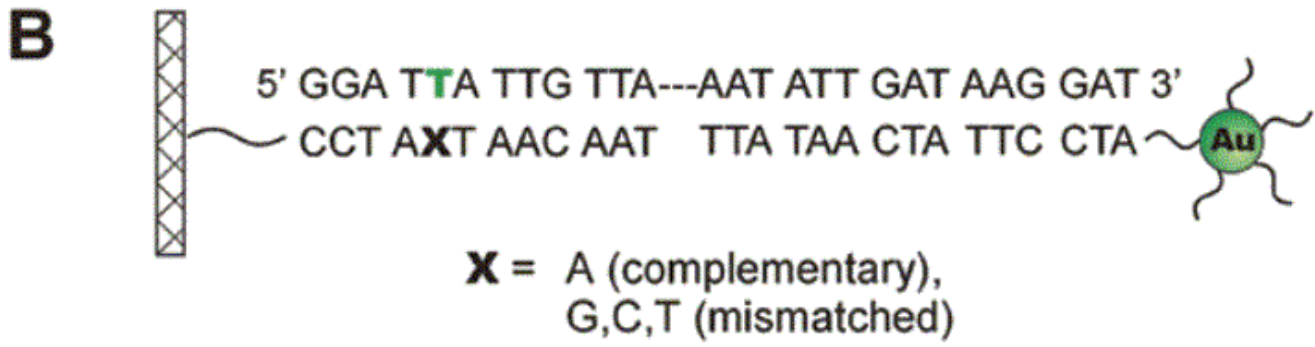 B
5' GGA TTA TTG TTA---AAT ATT GAT AAG GAT 3'
CCT AXT AAC AAT TTA TAA CTA TTC CTA
Au
X = A (complementary),
G,C,T (mismatched)